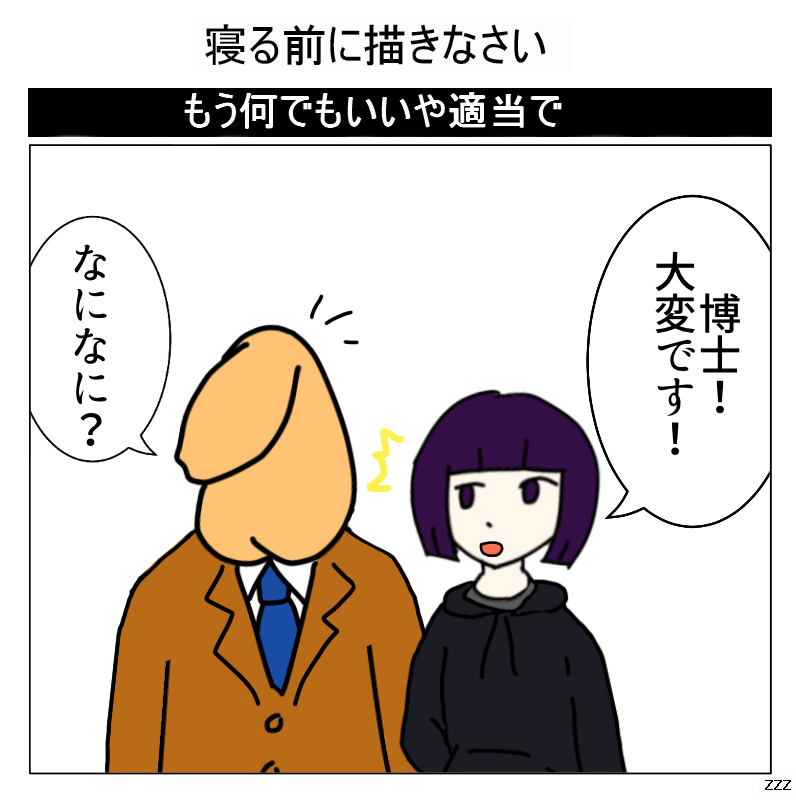 寝る前に描きなさい
もう何でもいいや適当で
博士！
大変です！
なになに？
zzz